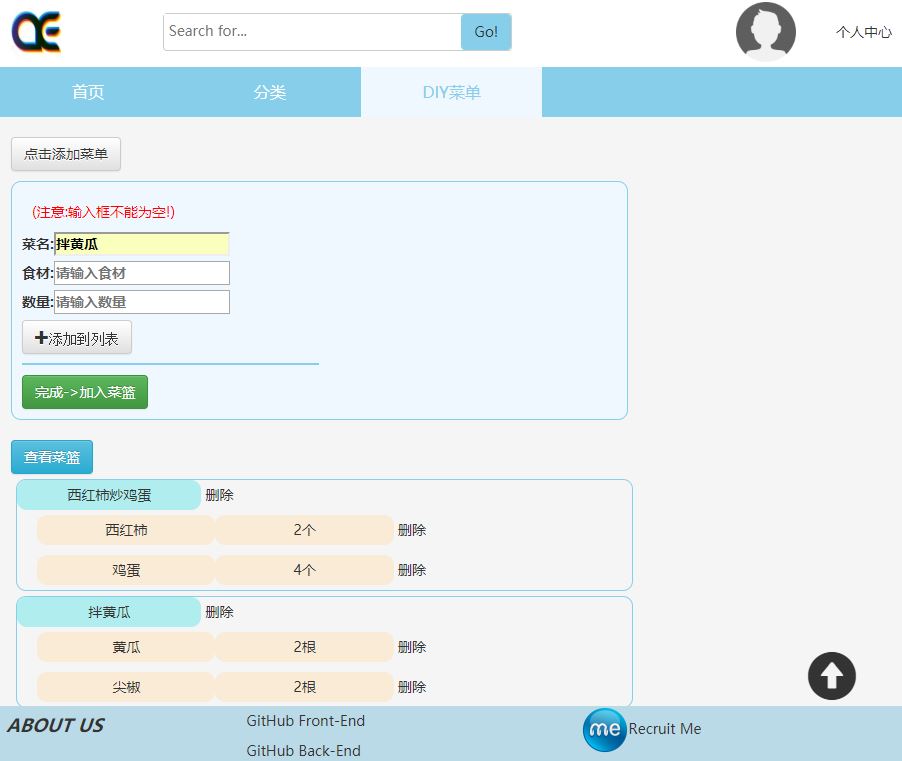 Search for...
Go!
个人中心
首页
分类
DIY菜单
点击添加菜单
(注意:输入框不能为空!)
菜名:拌黄瓜
食材:请输入食材
数量:请输入数量
添加到列表
完成->加入菜篮
查看菜篮
西红柿炒鸡蛋 删除
西红柿 2个 删除
鸡蛋 4个 删除
拌黄瓜 删除
黄瓜 2根 删除
尖椒 2根 删除
ABOUT US
GitHub Front-End
GitHub Back-End
me Recruit Me